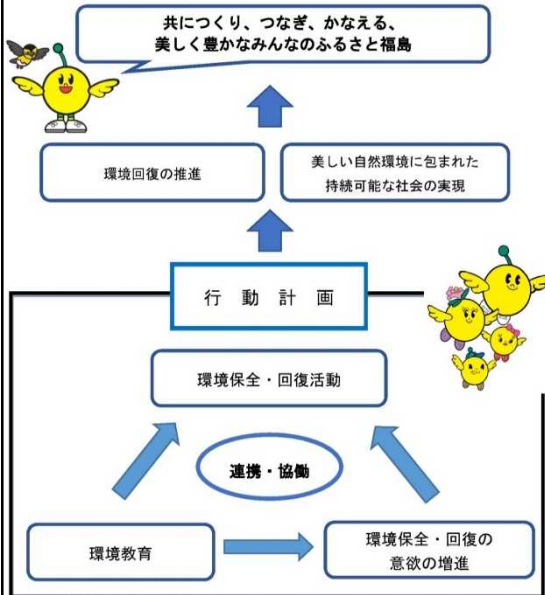 共につくり、つなぎ、かなえる、
美しく豊かなみんなのふるさと福島
環境回復の推進
美しい自然環境に包まれた
持続可能な社会の実現
行動計画
環境保全・回復活動
連携・協働
環境教育
環境保全・回復の
意欲の増進